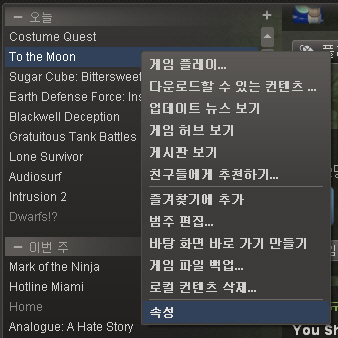 오늘
Costume Quest
To the Moon
Sugar Cube: Bittersweet
Earth Defense Force: Ins
Blackwell Deception
Gratuitous Tank Battles
Lone Survivor
Audiosurf
Intrusion 2
Dwarfs!?
이번 주
Mark of the Ninja
Hotline Miami
Home
Analogue: A Hate Story
게임 플레이...
다운로드할 수 있는 컨텐츠 ...
업데이트 뉴스 보기
게임 허브 보기
게시판 보기
친구들에게 추천하기...
즐겨찾기에 추가
범주 편집...
바탕 화면 바로 가기 만들기
게임 파일 백업...
로컬 컨텐츠 삭제...
속성
You Sh